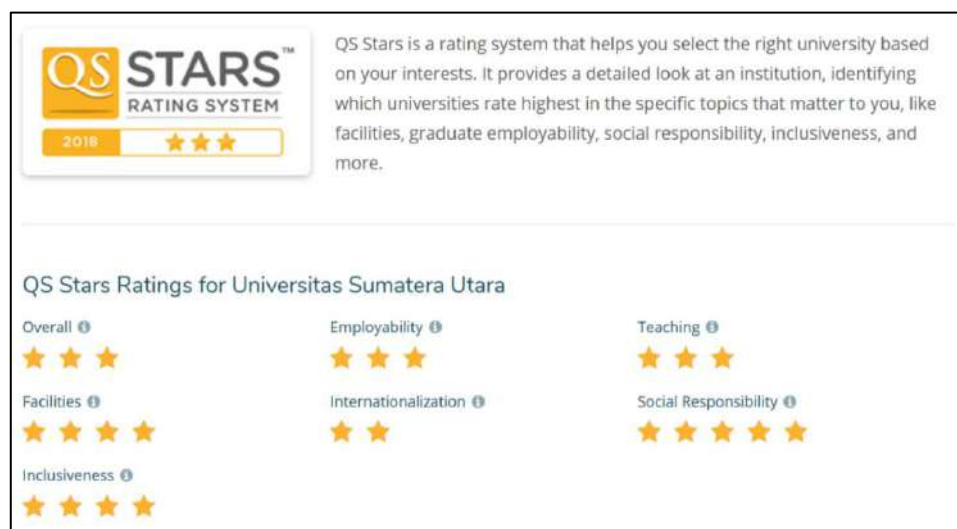 QS STARS™
RATING SYSTEM
2018
QS Stars is a rating system that helps you select the right university based
on your interests. It provides a detailed look at an institution, identifying
which universities rate highest in the specific topics that matter to you, like
facilities, graduate employability, social responsibility, inclusiveness, and
more.
QS Stars Ratings for Universitas Sumatera Utara
Overall
Employability
Teaching
Facilities
Internationalization
Social Responsibility
Inclusiveness